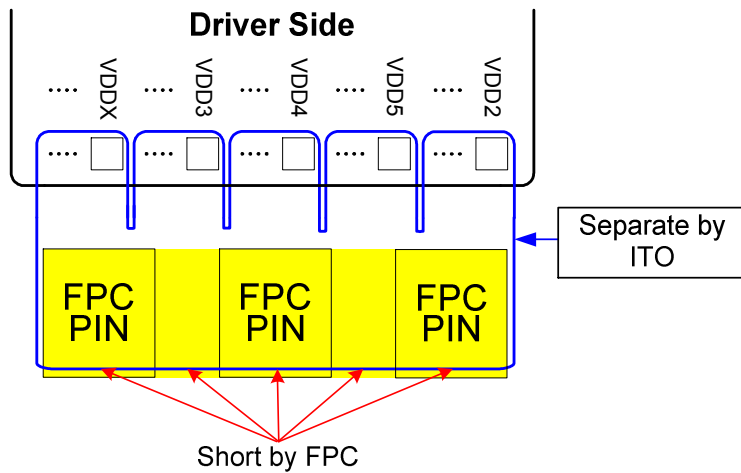 Driver Side
.... VDDX .... VDD3 .... VDD4 .... VDD5 .... VDD2
.... .... .... .... ....
Separate by
ITO
FPC PIN
FPC PIN
FPC PIN
Short by FPC